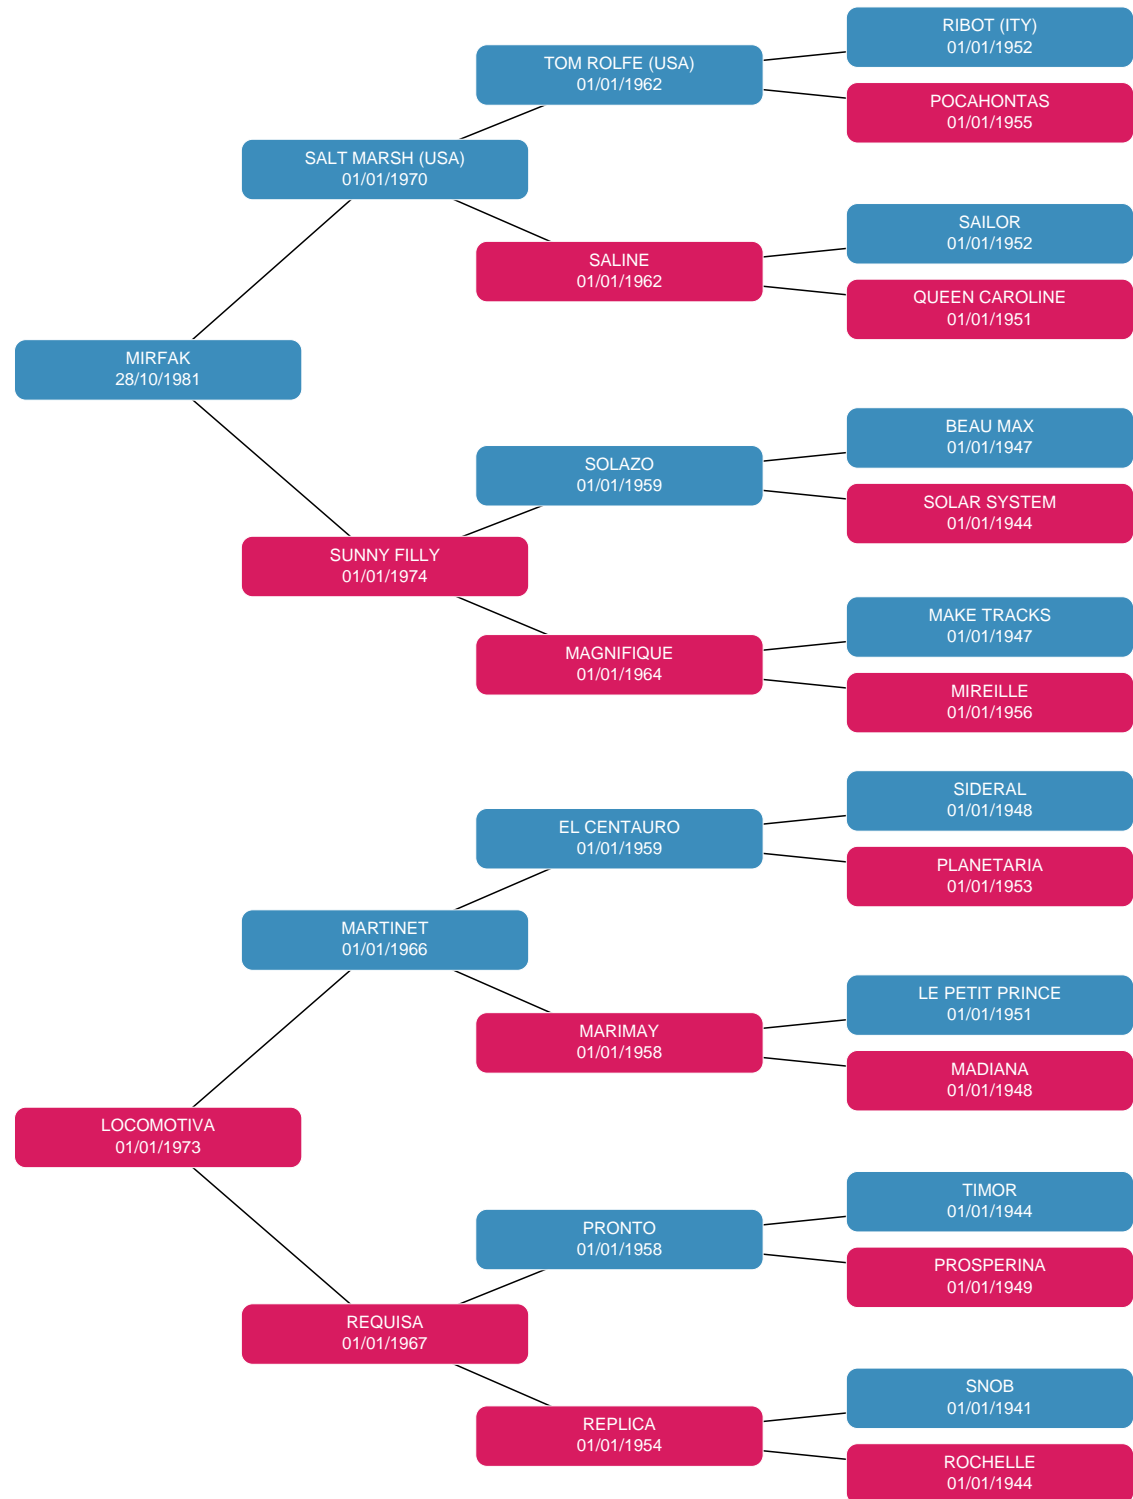 RIBOT (ITY)
01/01/1952
TOM ROLFE (USA)
01/01/1962
POCAHONTAS
01/01/1955
SALT MARSH (USA)
01/01/1970
SAILOR
01/01/1952
SALINE
01/01/1962
QUEEN CAROLINE
01/01/1951
MIRFAK
28/10/1981
BEAU MAX
01/01/1947
SOLAZO
01/01/1959
SOLAR SYSTEM
01/01/1944
SUNNY FILLY
01/01/1974
MAKE TRACKS
01/01/1947
MAGNIFIQUE
01/01/1964
MIREILLE
01/01/1956
SIDERAL
01/01/1948
EL CENTAURO
01/01/1959
PLANETARIA
01/01/1953
MARTINET
01/01/1966
LE PETIT PRINCE
01/01/1951
MARIMAY
01/01/1958
MADIANA
01/01/1948
LOCOMOTIVA
01/01/1973
TIMOR
01/01/1944
PRONTO
01/01/1958
PROSPERINA
01/01/1949
REQUISA
01/01/1967
SNOB
01/01/1941
REPLICA
01/01/1954
ROCHELLE
01/01/1944